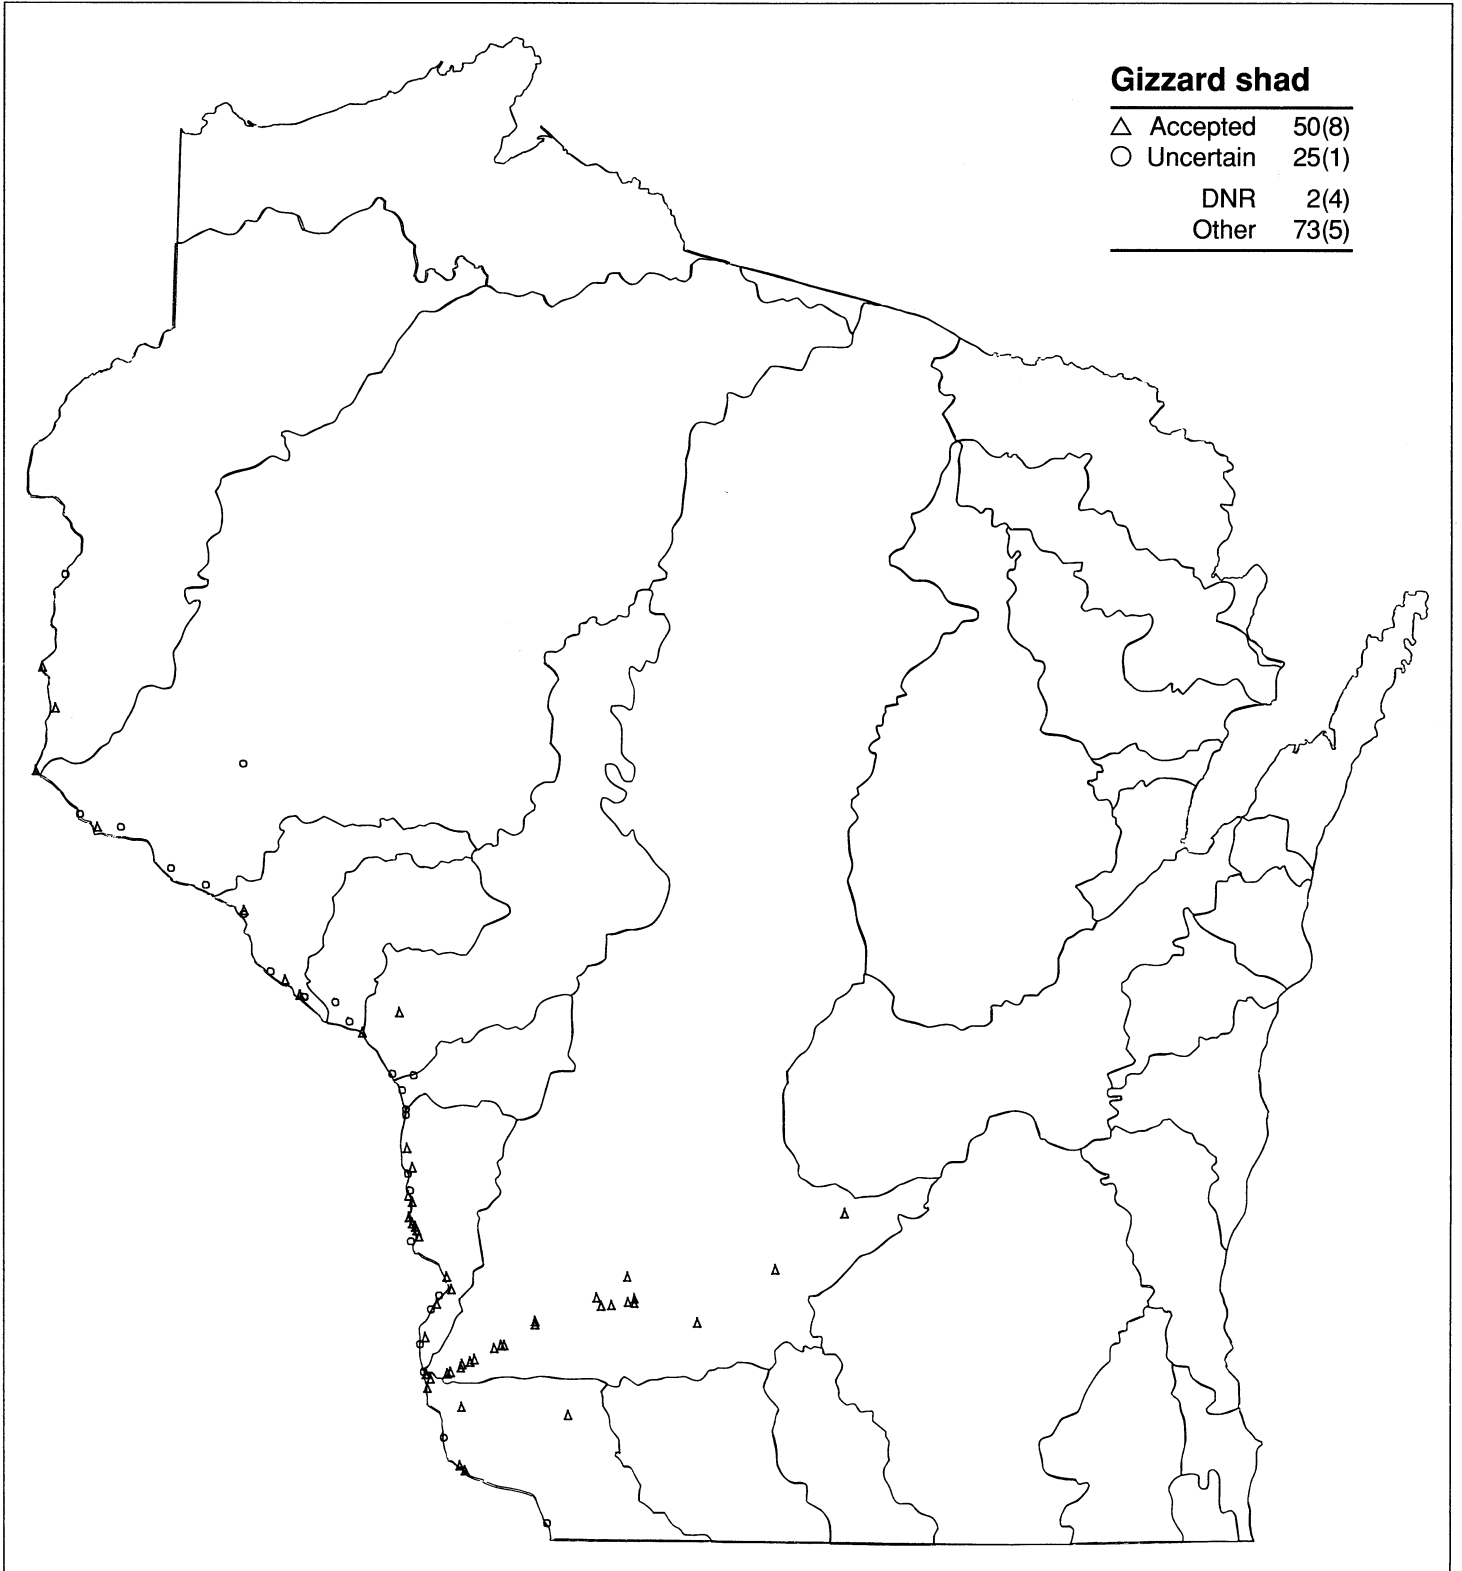 Gizzard shad
△ Accepted 50(8)
○ Uncertain 25(1)
DNR 2(4)
Other 73(5)